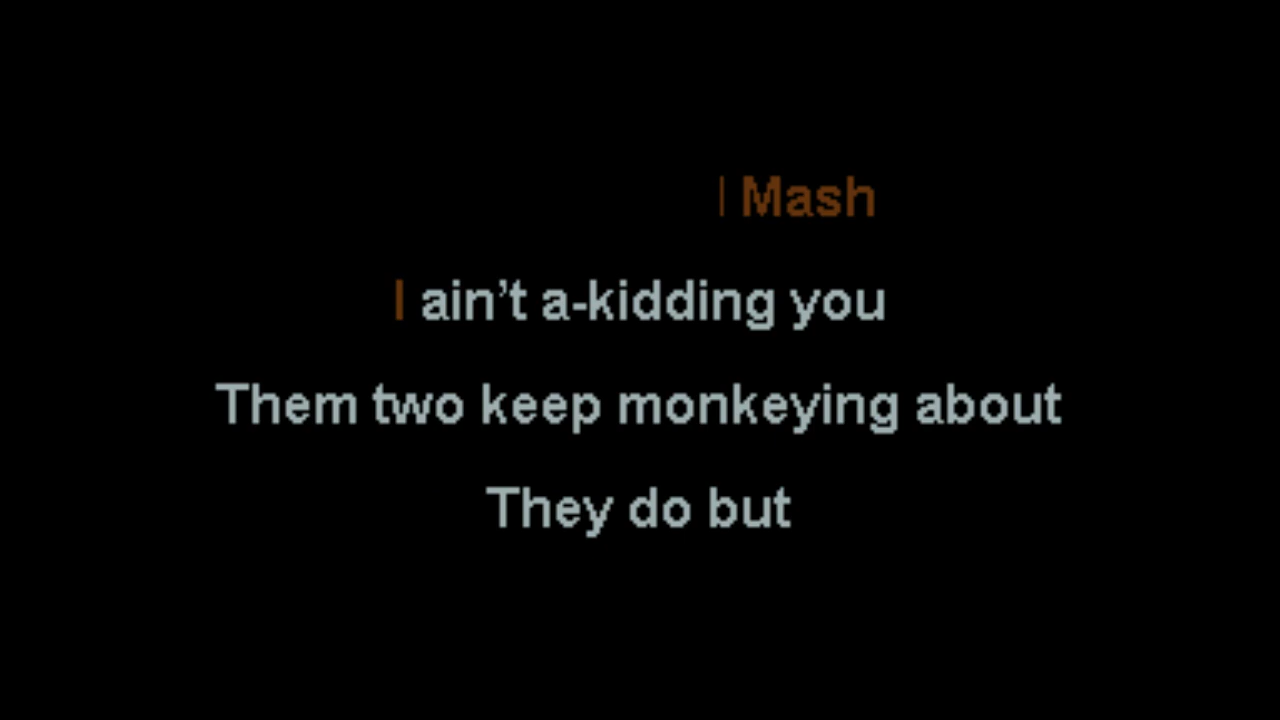 Mash
I ain’t a-kidding you
Them two keep monkeying about
They do but